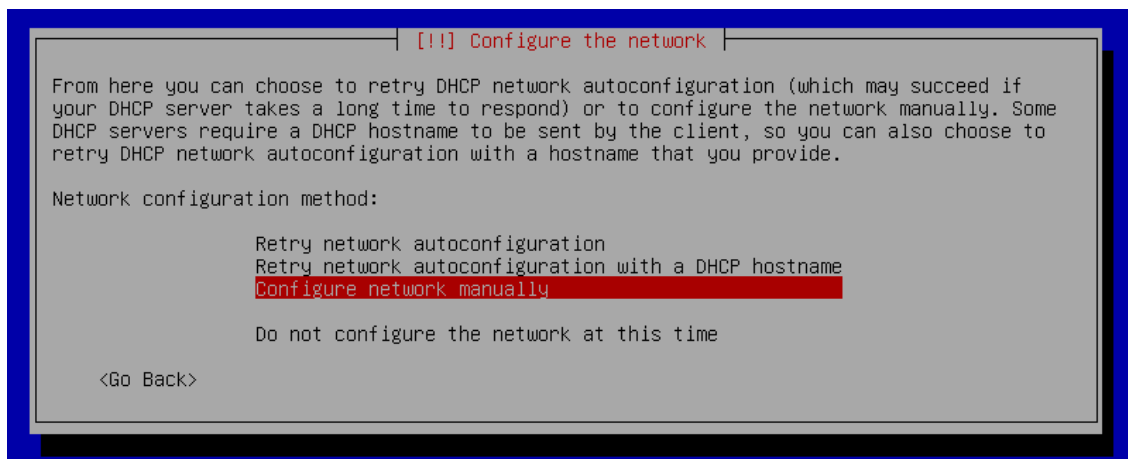 [!!] Configure the network
From here you can choose to retry DHCP network autoconfiguration (which may succeed if
your DHCP server takes a long time to respond) or to configure the network manually. Some
DHCP servers require a DHCP hostname to be sent by the client, so you can also choose to
retry DHCP network autoconfiguration with a hostname that you provide.
Network configuration method:
Retry network autoconfiguration
Retry network autoconfiguration with a DHCP hostname
Configure network manually
Do not configure the network at this time
<Go Back>